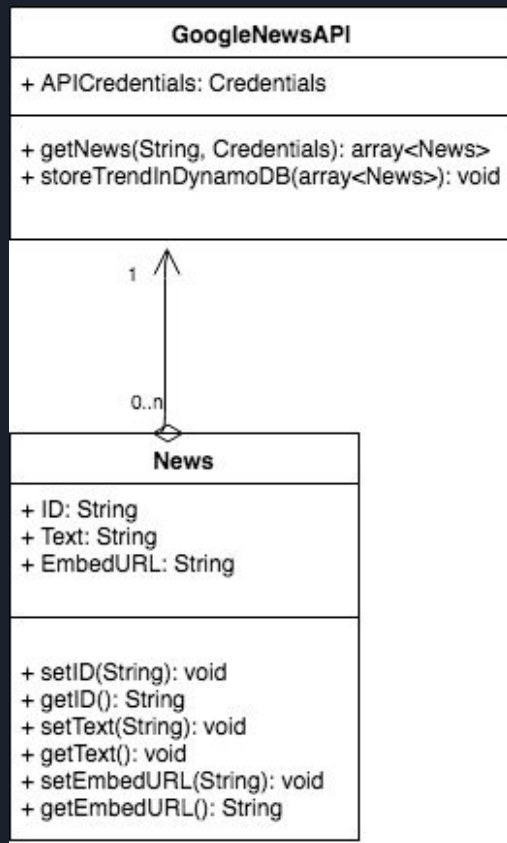 GoogleNewsAPI
+ APICredentials: Credentials
+ getNews(String, Credentials): array<News>
+ storeTrendInDynamoDB(array<News>): void
1
0..n
News
+ ID: String
+ Text: String
+ EmbedURL: String
+ setID(String): void
+ getID(): String
+ setText(String): void
+ getText(): void
+ setEmbedURL(String): void
+ getEmbedURL(): String